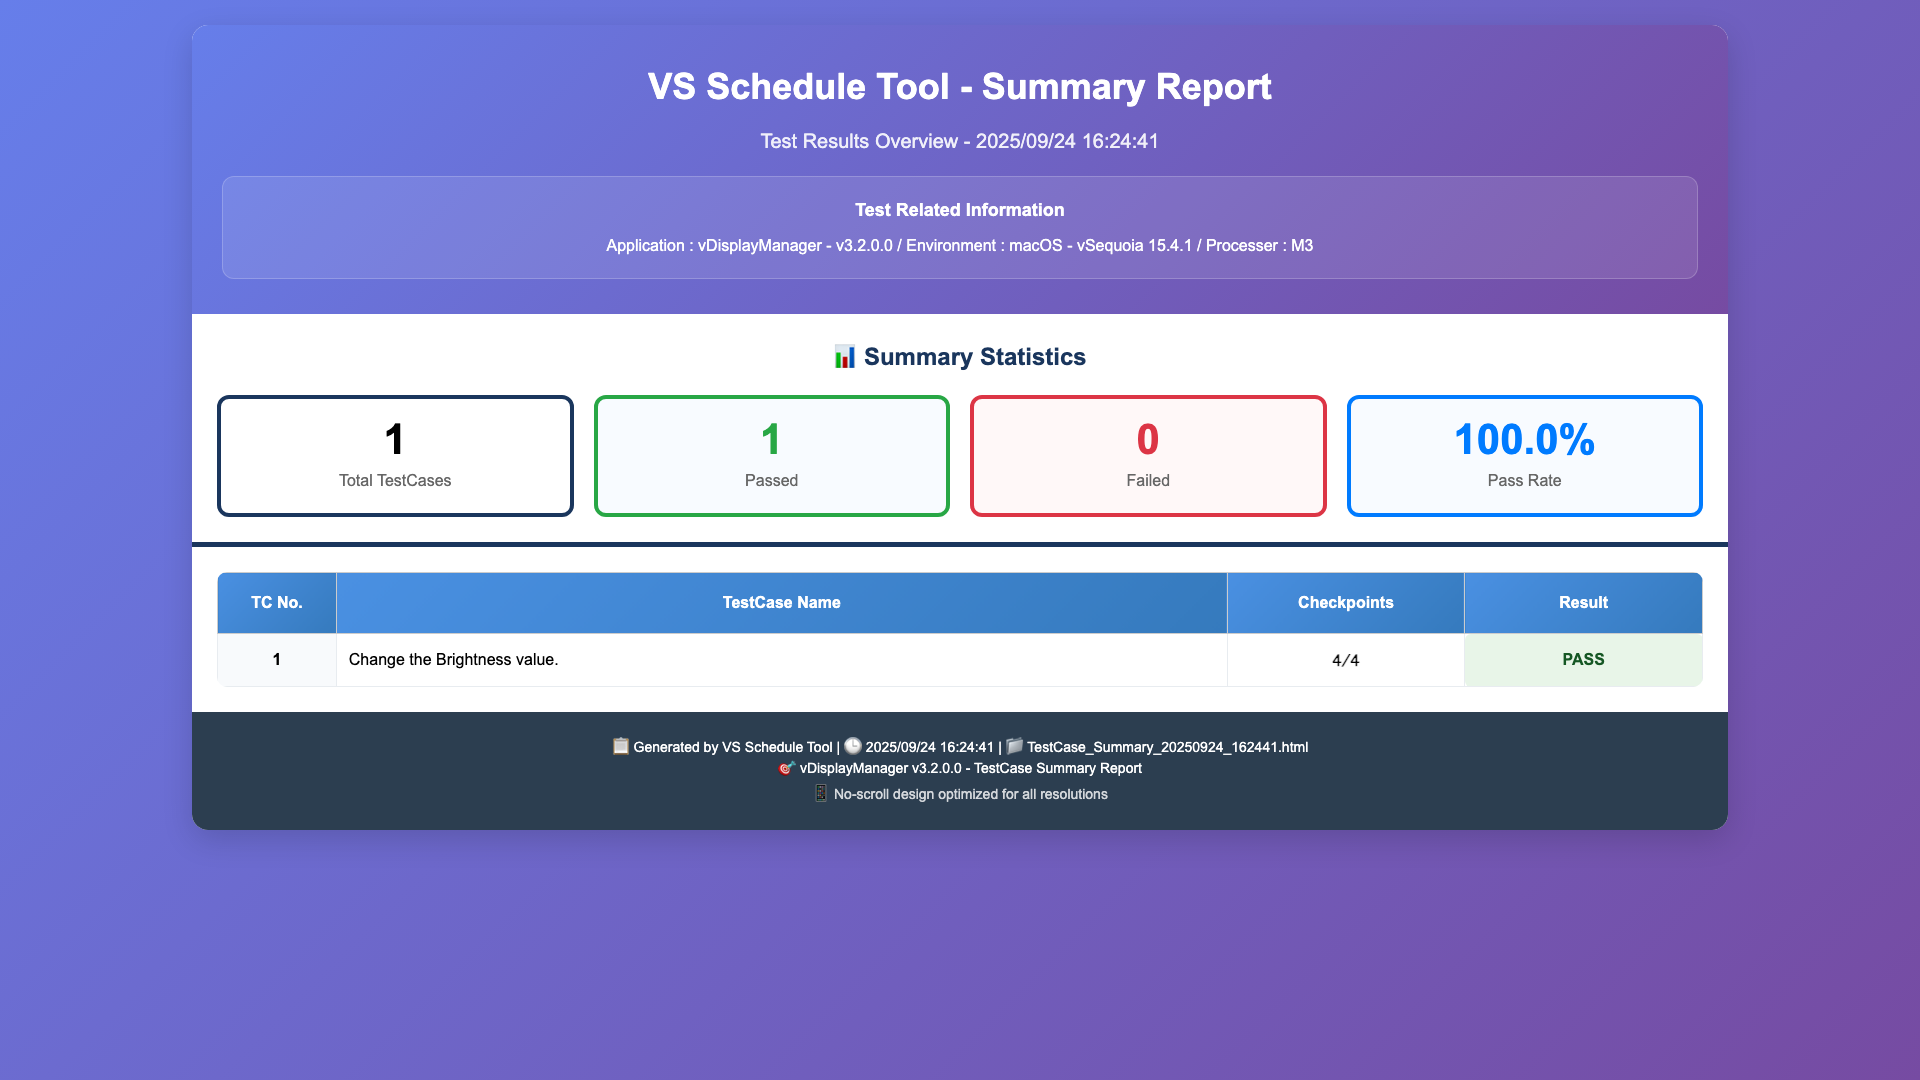 VS Schedule Tool - Summary Report
Test Results Overview - 2025/09/24 16:24:41
Test Related Information
Application : vDisplayManager - v3.2.0.0 / Environment : macOS - vSequoia 15.4.1 / Processer : M3
📊 Summary Statistics
1
Total TestCases
1
Passed
0
Failed
100.0%
Pass Rate
TC No. TestCase Name Checkpoints Result
1 Change the Brightness value. 4/4 PASS
📋 Generated by VS Schedule Tool | 🕒 2025/09/24 16:24:41 | 📁 TestCase_Summary_20250924_162441.html
🎯 vDisplayManager v3.2.0.0 - TestCase Summary Report
📱 No-scroll design optimized for all resolutions